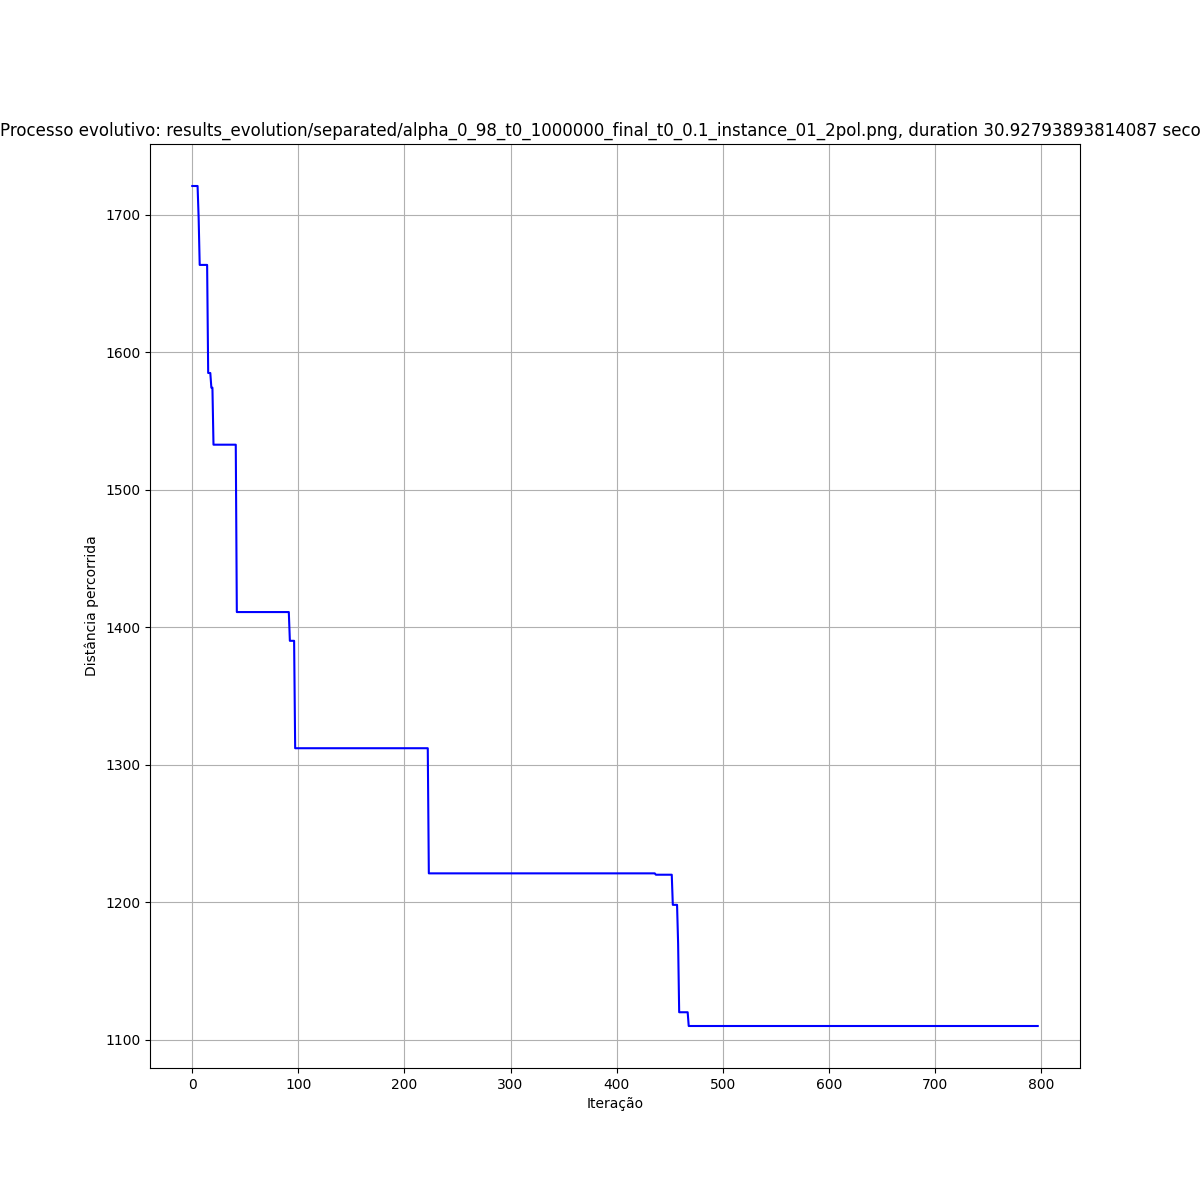 Processo evolutivo: results_evolution/separated/alpha_0_98_t0_1000000_final_t0_0.1_instance_01_2pol.png, duration 30.92793893814087 seco
1700
1600
1500
1400
1300
1200
1100
Distância percorrida
0 100 200 300 400 500 600 700 800
Iteração